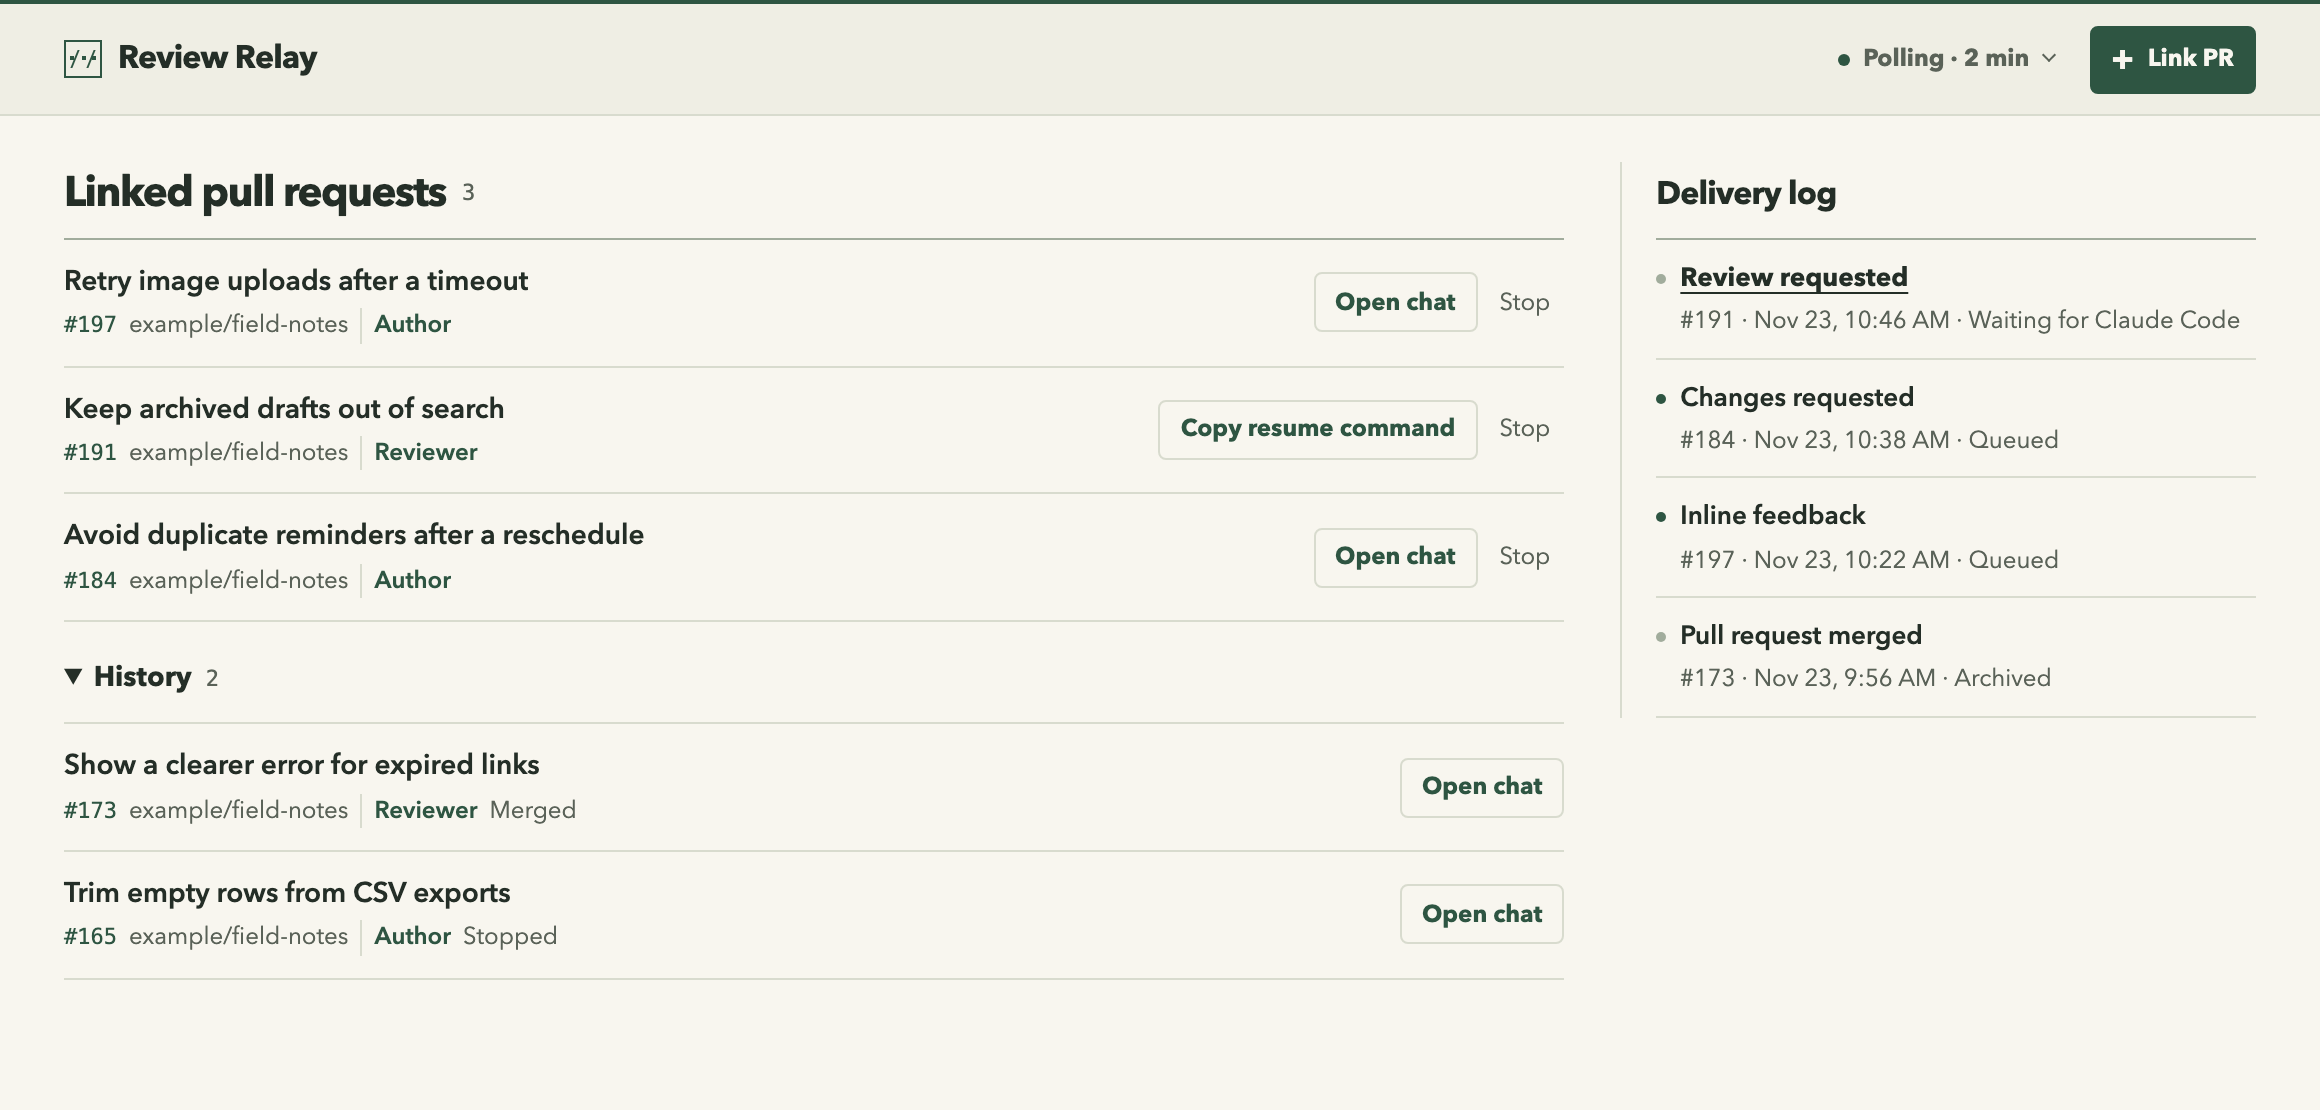 Review Relay
Polling · 2 min
+ Link PR
Linked pull requests 3
Retry image uploads after a timeout
#197 example/field-notes Author
Open chat Stop
Keep archived drafts out of search
#191 example/field-notes Reviewer
Copy resume command Stop
Avoid duplicate reminders after a reschedule
#184 example/field-notes Author
Open chat Stop
▼ History 2
Show a clearer error for expired links
#173 example/field-notes Reviewer Merged
Open chat
Trim empty rows from CSV exports
#165 example/field-notes Author Stopped
Open chat
Delivery log
Review requested
#191 · Nov 23, 10:46 AM · Waiting for Claude Code
Changes requested
#184 · Nov 23, 10:38 AM · Queued
Inline feedback
#197 · Nov 23, 10:22 AM · Queued
Pull request merged
#173 · Nov 23, 9:56 AM · Archived